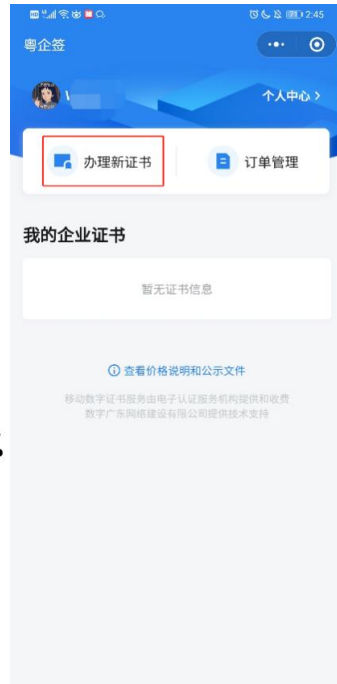 2:45
粤企签
个人中心 >
办理新证书
订单管理
我的企业证书
暂无证书信息
查看价格说明和公示文件
移动数字证书服务由电子认证服务机构提供和收费
数字广东网络建设有限公司提供技术支持